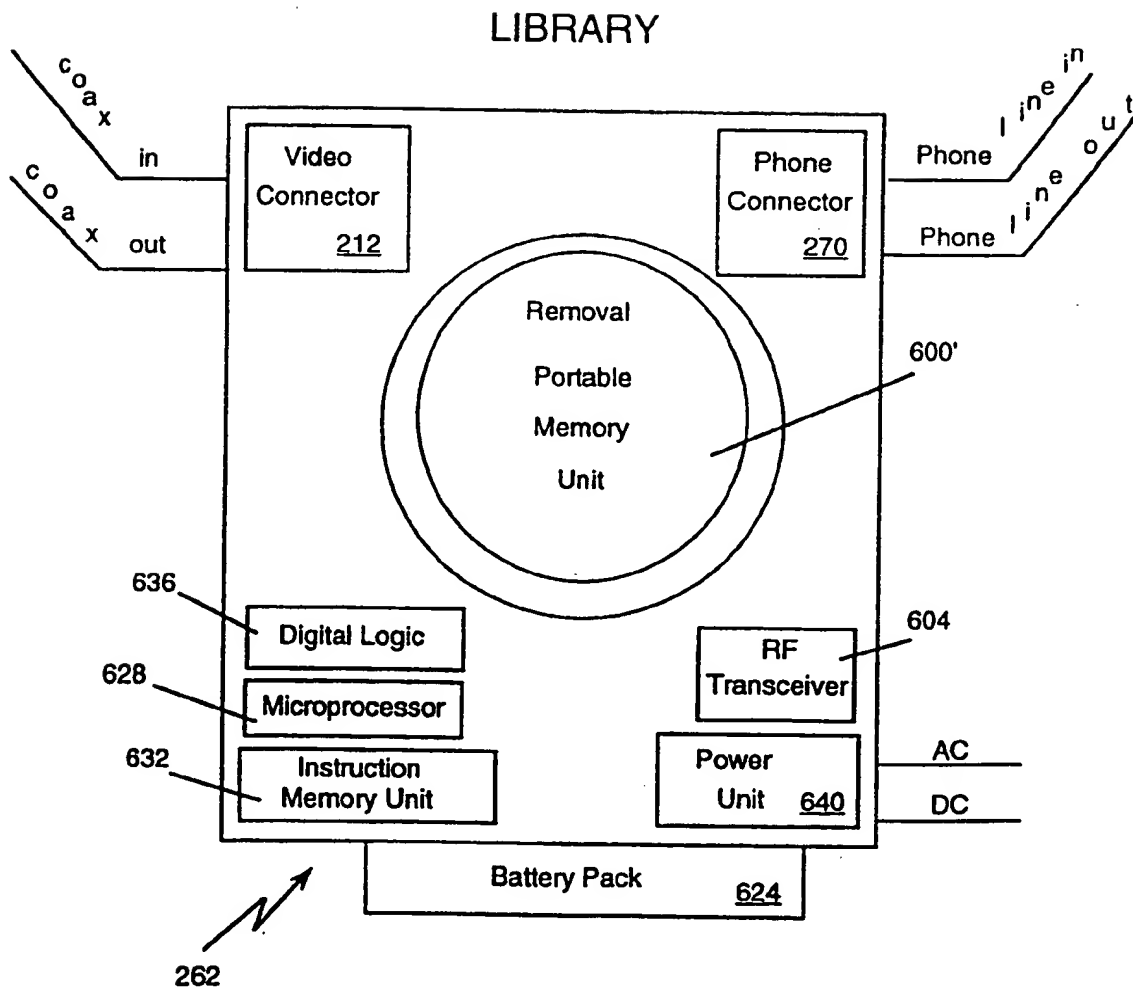 LIBRARY
coax in
coax out
Video
Connector
212
Phone
Connector
270
Phone line in
Phone line out
Removal
Portable
Memory
Unit
600'
636
Digital Logic
628
Microprocessor
632
Instruction
Memory Unit
RF
Transceiver
604
Power
Unit 640
AC
DC
Battery Pack 624
262